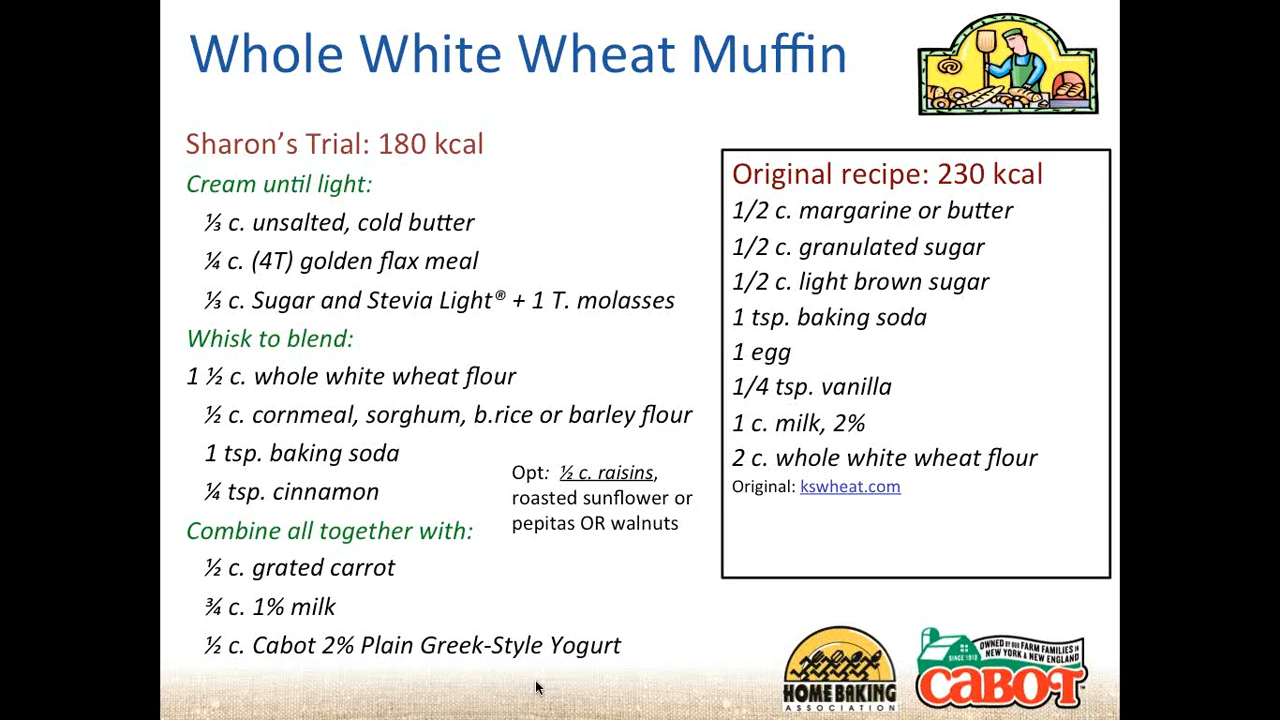 Whole White Wheat Muffin
Sharon’s Trial: 180 kcal
Cream until light:
⅓ c. unsalted, cold butter
¼ c. (4T) golden flax meal
⅓ c. Sugar and Stevia Light® + 1 T. molasses
Whisk to blend:
1 ½ c. whole white wheat flour
½ c. cornmeal, sorghum, b.rice or barley flour
1 tsp. baking soda
¼ tsp. cinnamon
Opt: ½ c. raisins,
roasted sunflower or
pepitas OR walnuts
Combine all together with:
½ c. grated carrot
¾ c. 1% milk
½ c. Cabot 2% Plain Greek-Style Yogurt
Original recipe: 230 kcal
1/2 c. margarine or butter
1/2 c. granulated sugar
1/2 c. light brown sugar
1 tsp. baking soda
1 egg
1/4 tsp. vanilla
1 c. milk, 2%
2 c. whole white wheat flour
Original: kswheat.com
HOME BAKING
ASSOCIATION
SINCE 1919
OWNED BY OUR FARM FAMILIES IN
NEW YORK & NEW ENGLAND
CABOT